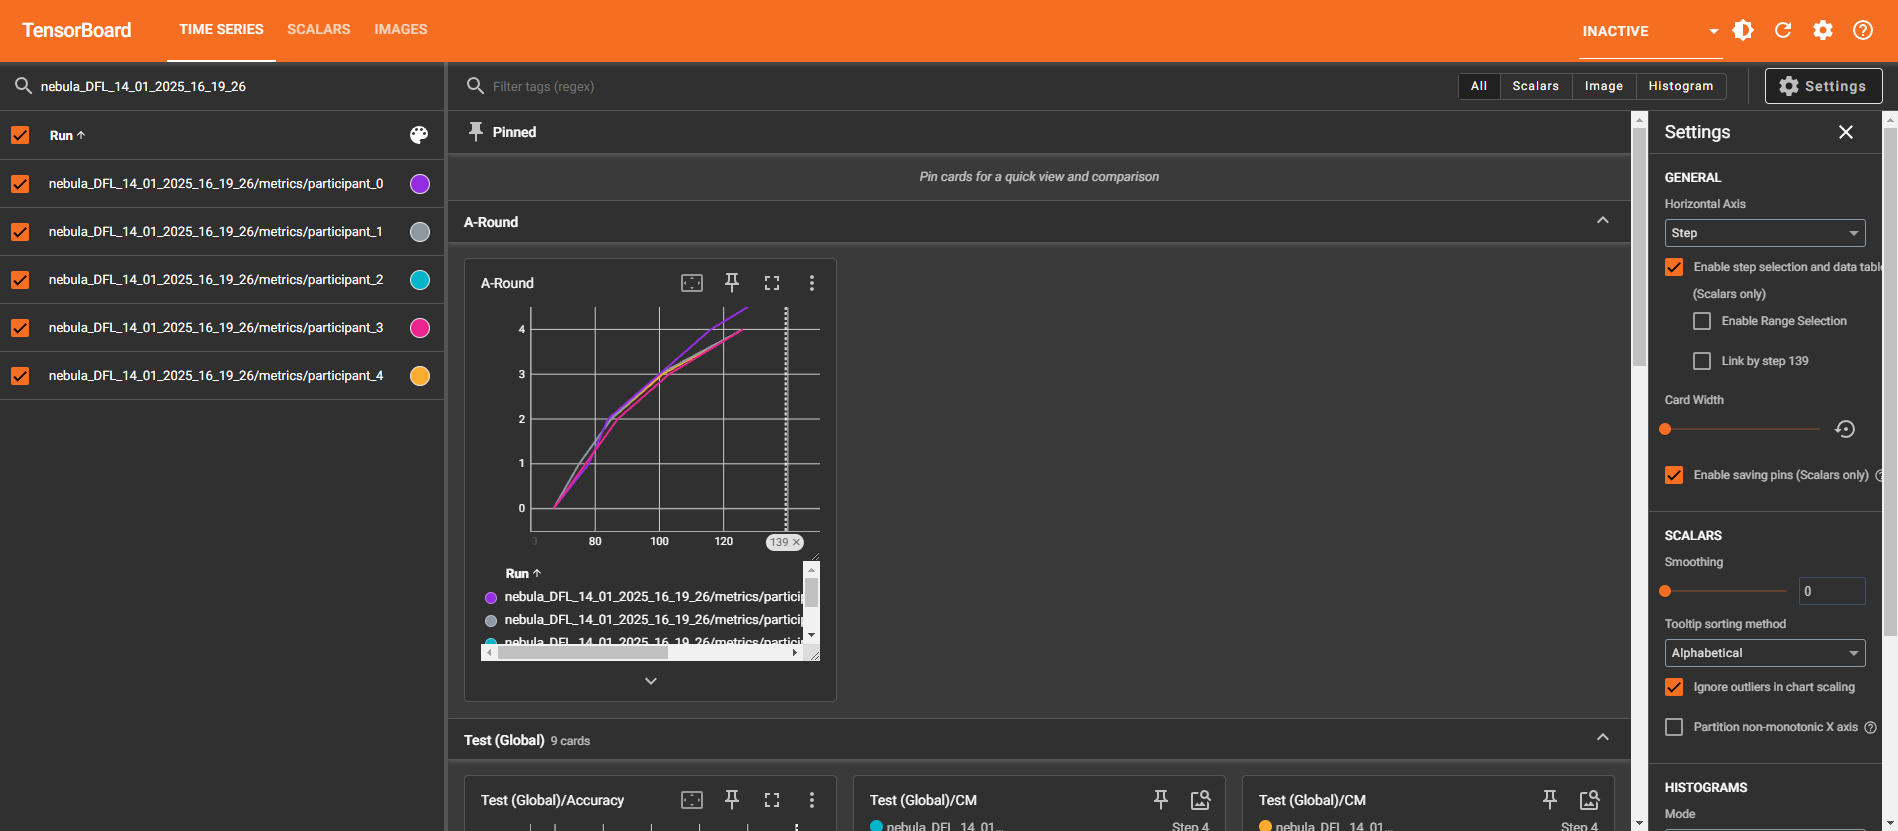 TensorBoard
TIME SERIES
SCALARS
IMAGES
INACTIVE
nebula_DFL_14_01_2025_16_19_26
Run
nebula_DFL_14_01_2025_16_19_26/metrics/participant_0
nebula_DFL_14_01_2025_16_19_26/metrics/participant_1
nebula_DFL_14_01_2025_16_19_26/metrics/participant_2
nebula_DFL_14_01_2025_16_19_26/metrics/participant_3
nebula_DFL_14_01_2025_16_19_26/metrics/participant_4
Filter tags (regex)
All
Scalars
Image
Histogram
Settings
Pinned
Pin cards for a quick view and comparison
A-Round
A-Round
4
3
2
1
0
80
100
120
139
Run
nebula_DFL_14_01_2025_16_19_26/metrics/particip
nebula_DFL_14_01_2025_16_19_26/metrics/particip
nebula_DFL_14_01_2025_16_19_26/metrics/particip
Test (Global) 9 cards
Test (Global)/Accuracy
Test (Global)/CM
nebula_DFL_14_01... Step 4
Test (Global)/CM
nebula_DFL_14_01... Step 4
Settings
GENERAL
Horizontal Axis
Step
Enable step selection and data table
(Scalars only)
Enable Range Selection
Link by step 139
Card Width
Enable saving pins (Scalars only)
SCALARS
Smoothing
0
Tooltip sorting method
Alphabetical
Ignore outliers in chart scaling
Partition non-monotonic X axis
HISTOGRAMS
Mode